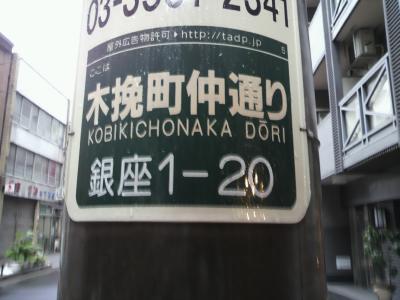 屋外広告物許可▶http://tadp.jp
5
ここは
木挽町仲通り
KOBIKICHONAKA DŌRI
銀座1-20